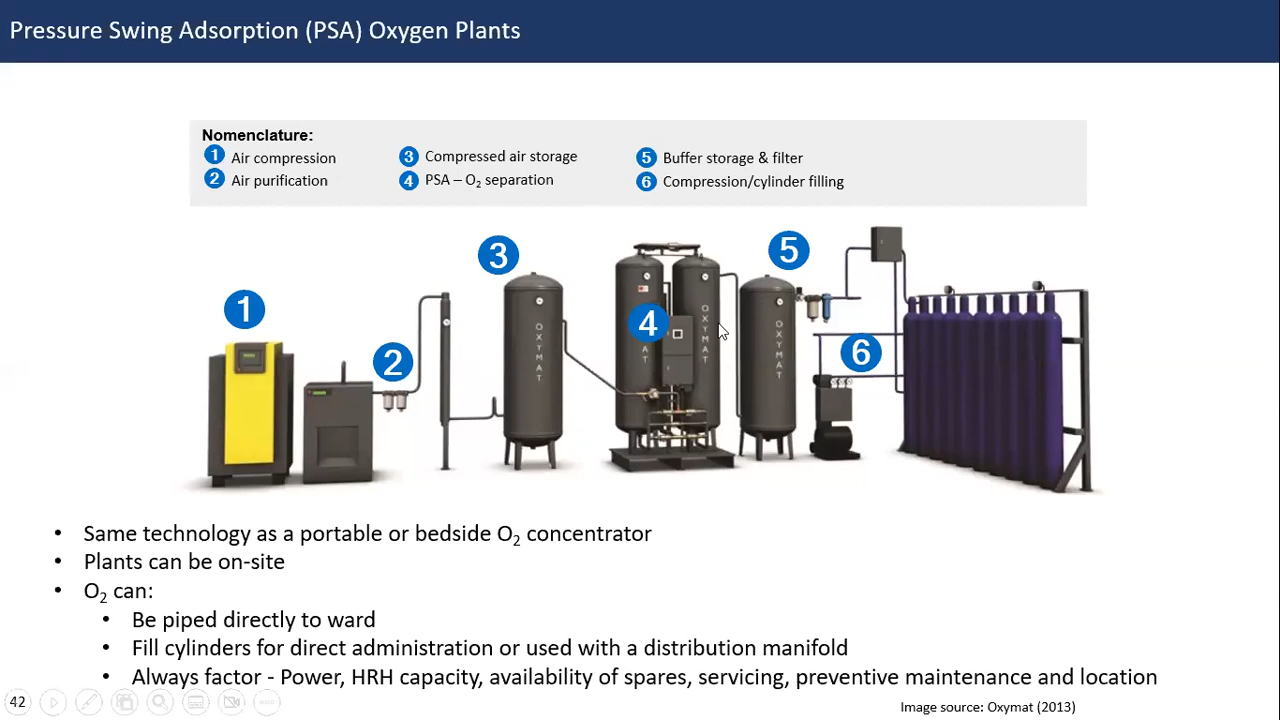 Pressure Swing Adsorption (PSA) Oxygen Plants
Nomenclature:
1 Air compression
2 Air purification
3 Compressed air storage
4 PSA – O₂ separation
5 Buffer storage & filter
6 Compression/cylinder filling
1
2
3
4
5
6
OXYMAT
MAT
OXYMAT
OXYMAT
• Same technology as a portable or bedside O₂ concentrator
• Plants can be on-site
• O₂ can:
• Be piped directly to ward
• Fill cylinders for direct administration or used with a distribution manifold
• Always factor - Power, HRH capacity, availability of spares, servicing, preventive maintenance and location
42
Image source: Oxymat (2013)